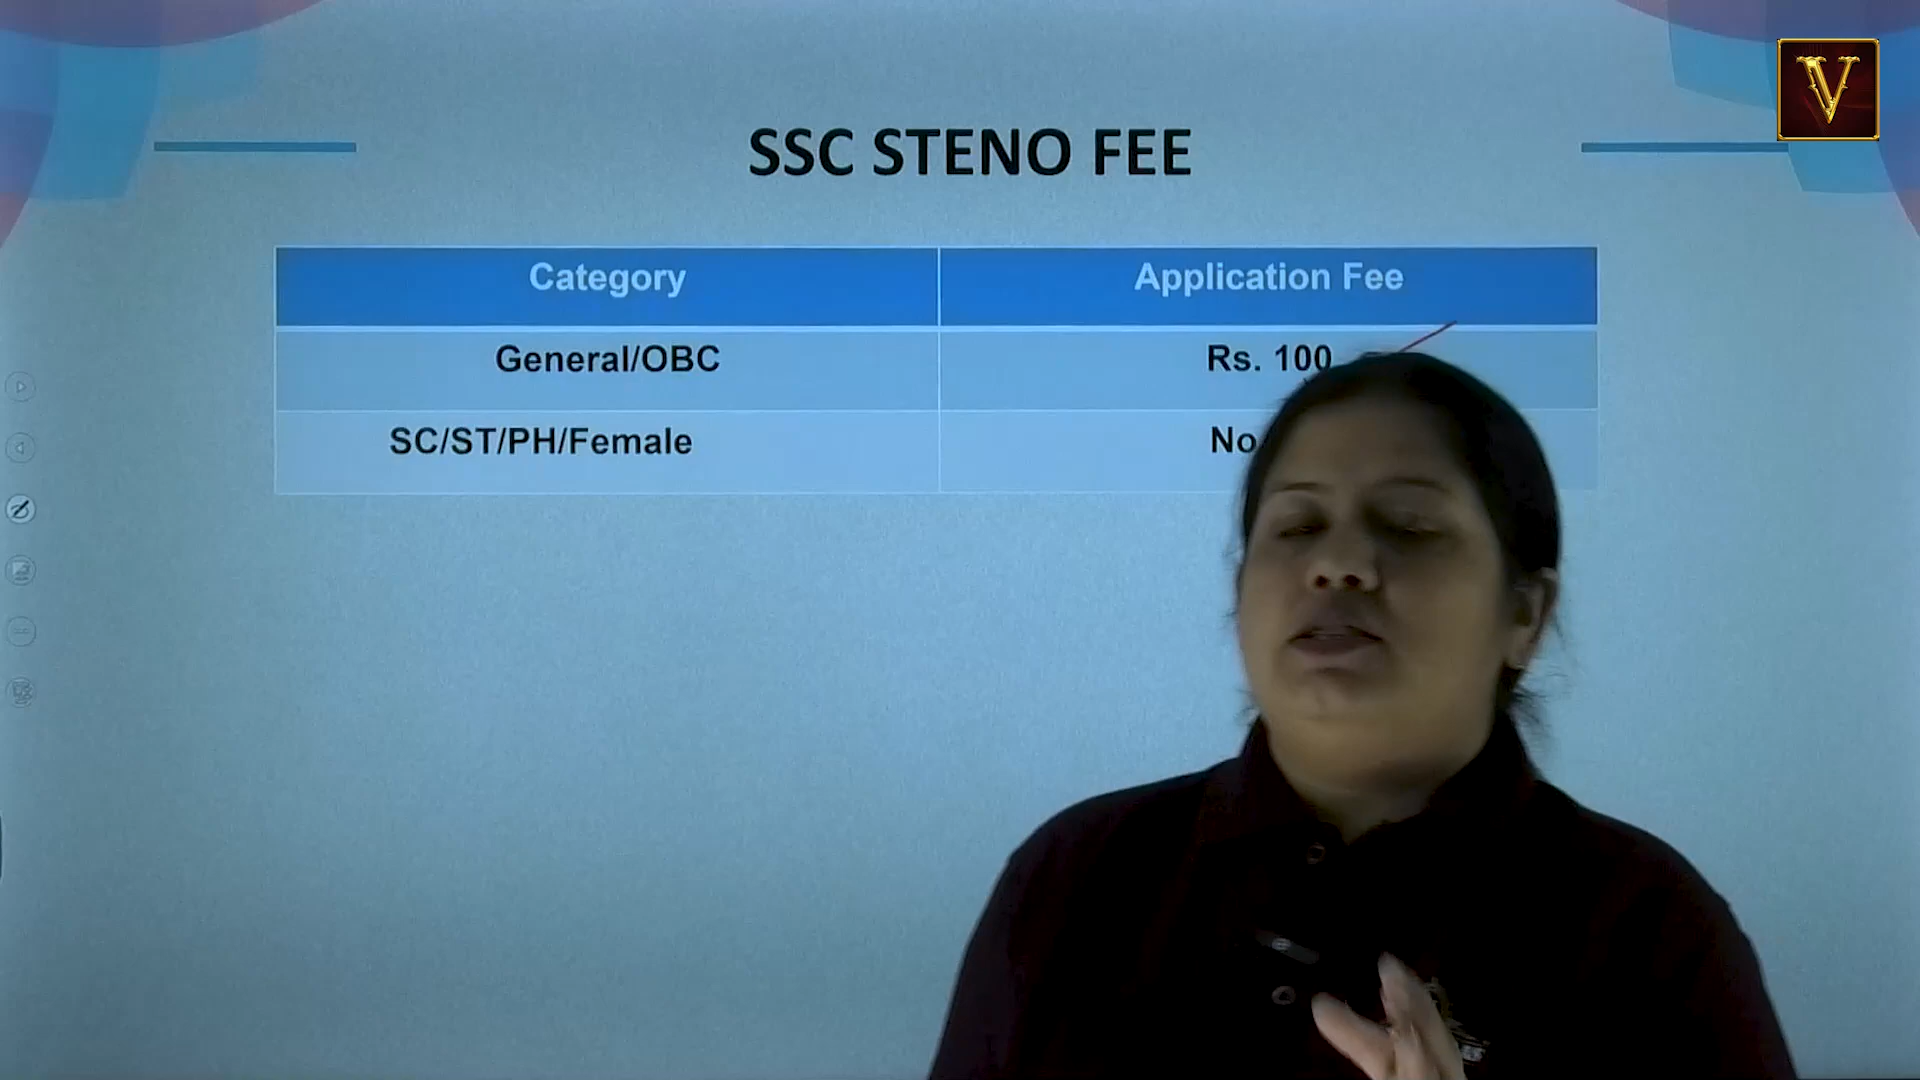 V
SSC STENO FEE
Category Application Fee
General/OBC Rs. 100
SC/ST/PH/Female No